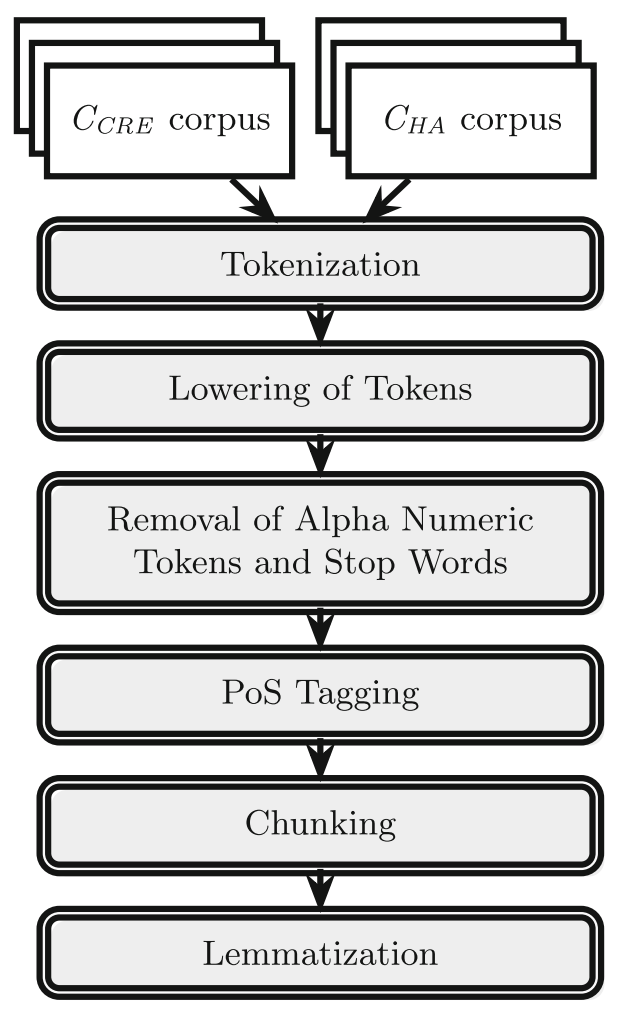 C_CRE corpus
C_HA corpus
Tokenization
Lowering of Tokens
Removal of Alpha Numeric
Tokens and Stop Words
PoS Tagging
Chunking
Lemmatization